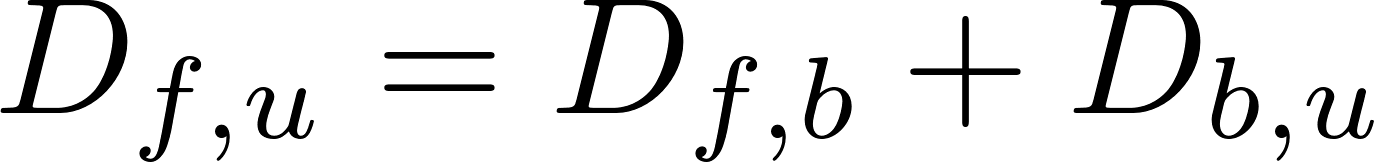 D_{f,u} = D_{f,b} + D_{b,u}